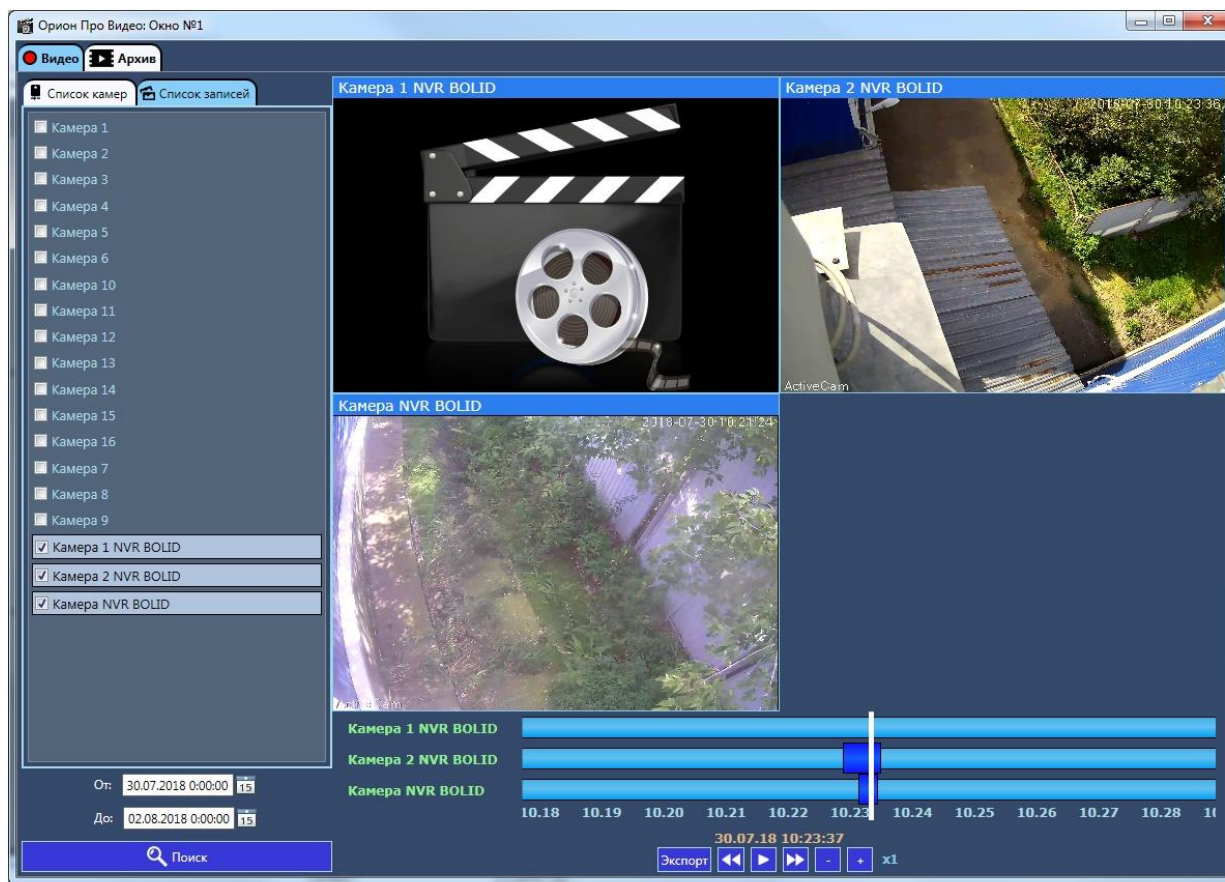 Орион Про Видео: Окно №1
Видео Архив
Список камер Список записей
Камера 1
Камера 2
Камера 3
Камера 4
Камера 5
Камера 6
Камера 10
Камера 11
Камера 12
Камера 13
Камера 14
Камера 15
Камера 16
Камера 7
Камера 8
Камера 9
Камера 1 NVR BOLID
Камера 2 NVR BOLID
Камера NVR BOLID
От: 30.07.2018 0:00:00 15
До: 02.08.2018 0:00:00 15
Поиск
Камера 1 NVR BOLID
Камера 2 NVR BOLID
2018-07-30 10:23:36
ActiveCam
Камера NVR BOLID
2018-07-30 10:21:24
Камера 1 NVR BOLID
Камера 2 NVR BOLID
Камера NVR BOLID
10.18 10.19 10.20 10.21 10.22 10.23 10.24 10.25 10.26 10.27 10.28
30.07.18 10:23:37
Экспорт - + x1